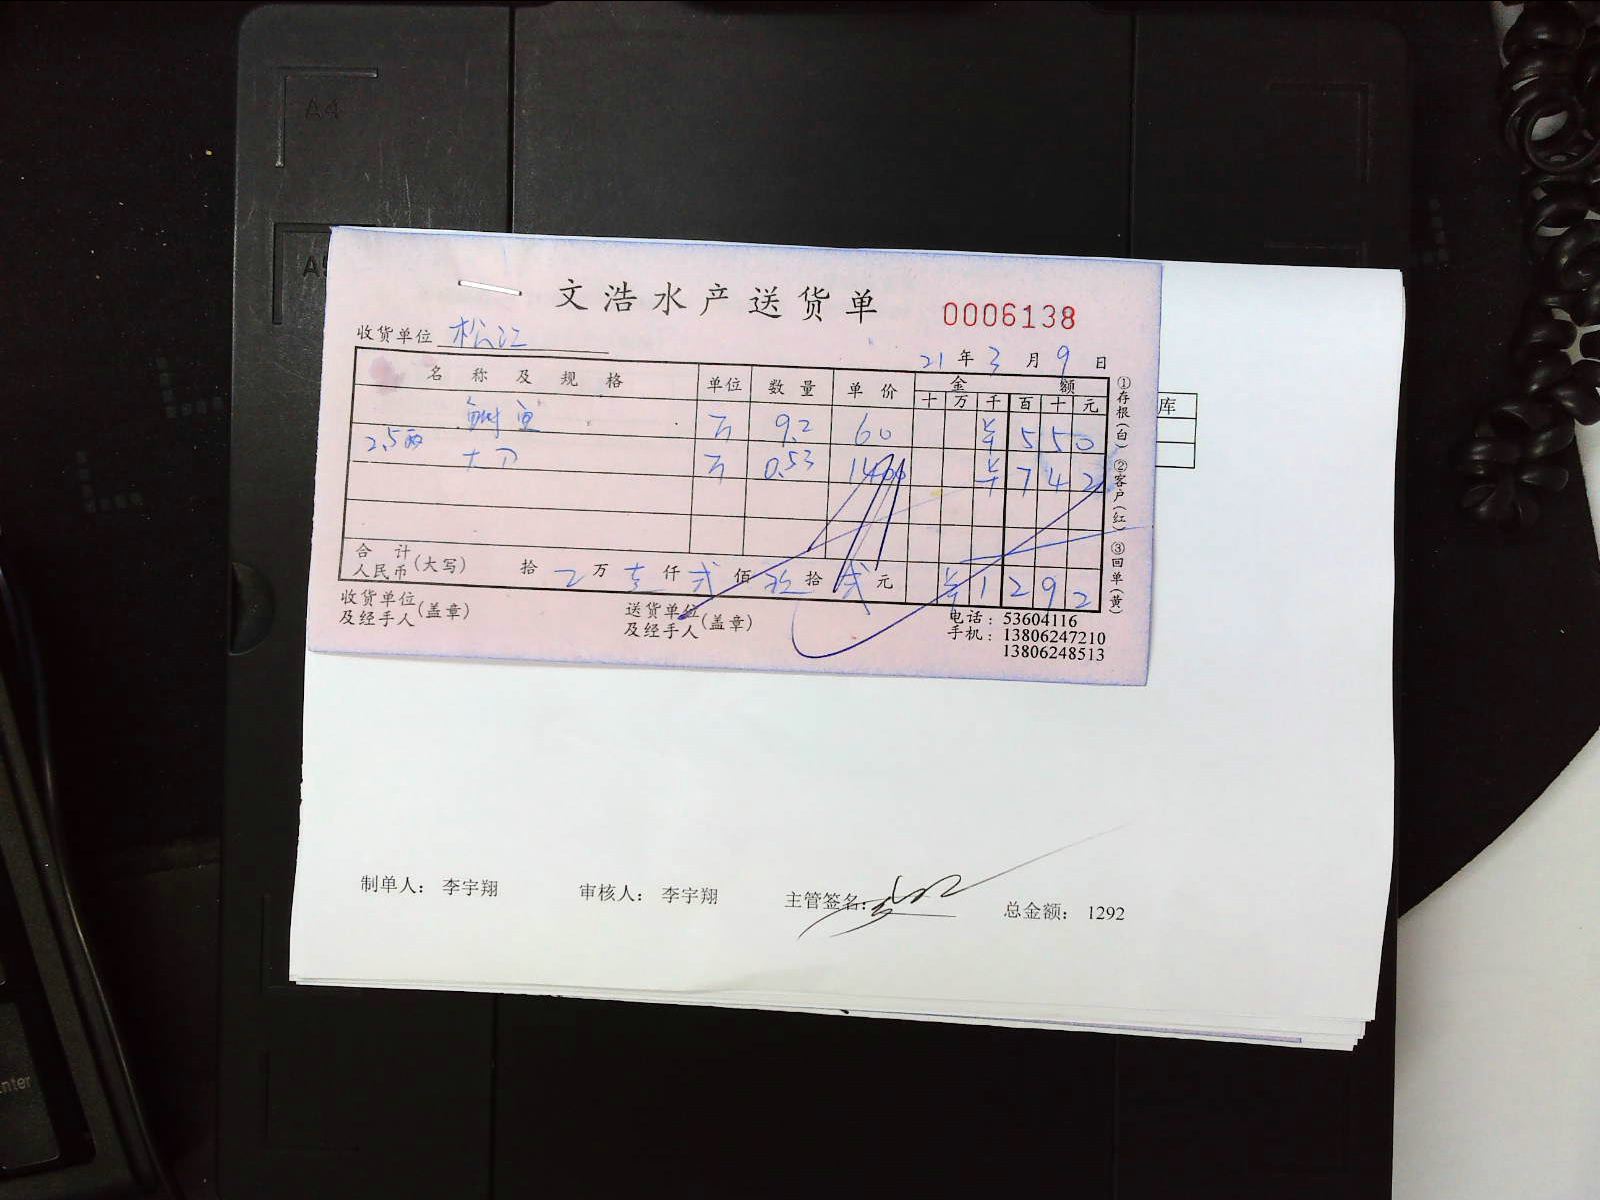 A4
文浩水产送货单
0006138
收货单位 松江
21 年 3 月 9 日
名称及规格 单位 数量 单价 金额
十 万 千 百 十 元
鲥鱼 9.2 60 ¥ 5 5 0
2.5两 大刀 0.53 1400 ¥ 7 4 2
合计
人民币(大写) 拾 万 壹 仟 贰 佰 玖 拾 贰 元 ¥ 1 2 9 2
①存根(白) ②客户(红) ③回单(黄)
收货单位
及经手人(盖章)
送货单位
及经手人(盖章)
电话:53604116
手机:13806247210
13806248513
库
制单人: 李宇翔 审核人: 李宇翔 主管签名: 总金额: 1292